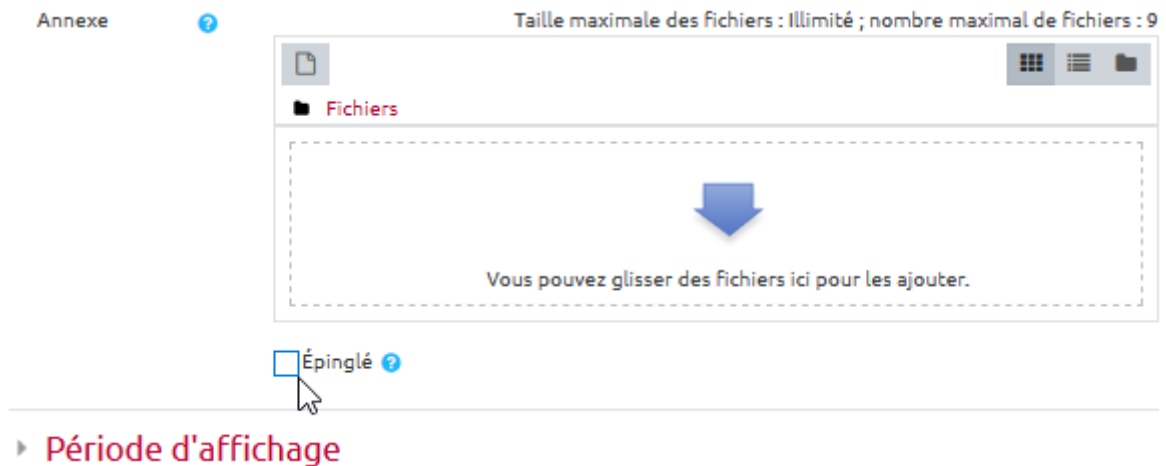 Annexe
Taille maximale des fichiers : Illimité ; nombre maximal de fichiers : 9
Fichiers
Vous pouvez glisser des fichiers ici pour les ajouter.
Épinglé
Période d'affichage